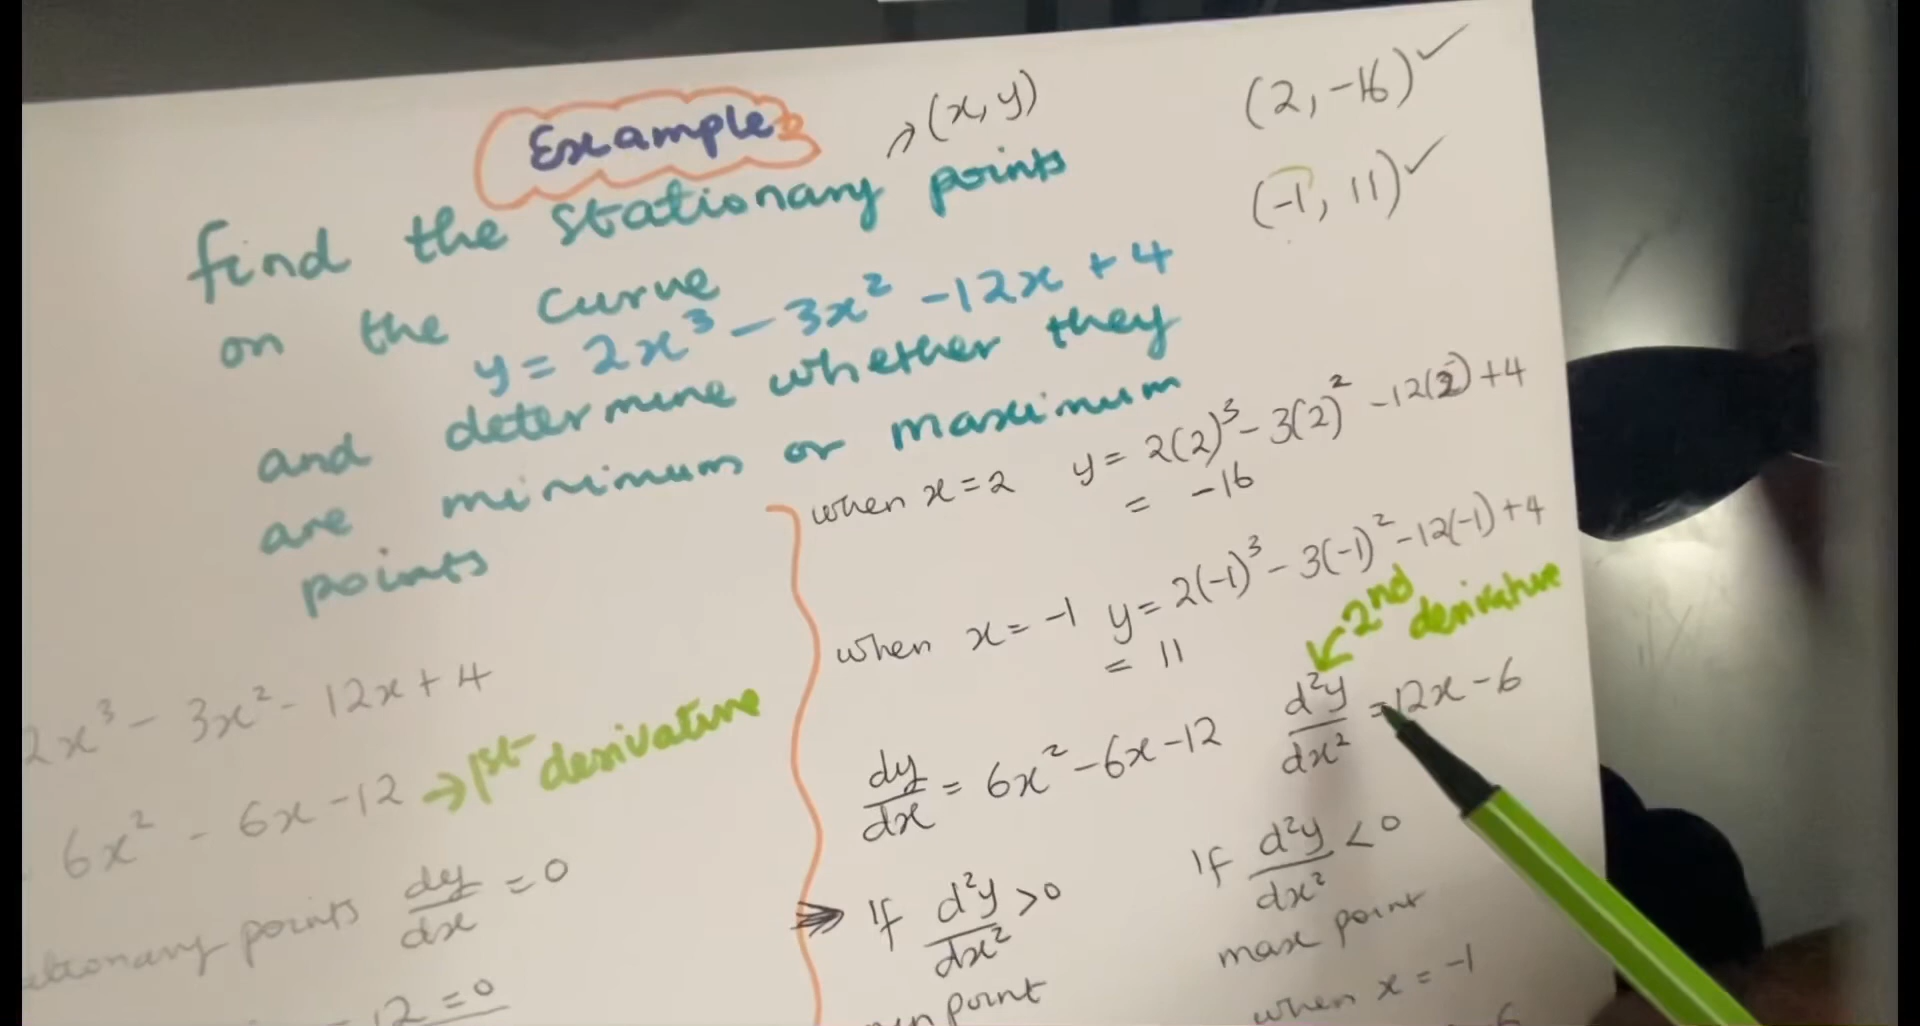 Example
→(x, y)
find the stationary points
on the curve
y = 2x³ - 3x² - 12x + 4
and determine whether they
are minimum or maximum
points
(2, -16) ✓
(-1, 11) ✓
2x³ - 3x² - 12x + 4
6x² - 6x - 12 → 1st derivative
points dy/dx = 0
12 = 0
when x = 2 y = 2(2)³ - 3(2)² - 12(2) + 4
= -16
when x = -1 y = 2(-1)³ - 3(-1)² - 12(-1) + 4
= 11
2nd derivative
dy/dx = 6x² - 6x - 12 d²y/dx² = 12x - 6
If d²y/dx² > 0 If d²y/dx² < 0
point max point
when x = -1
6